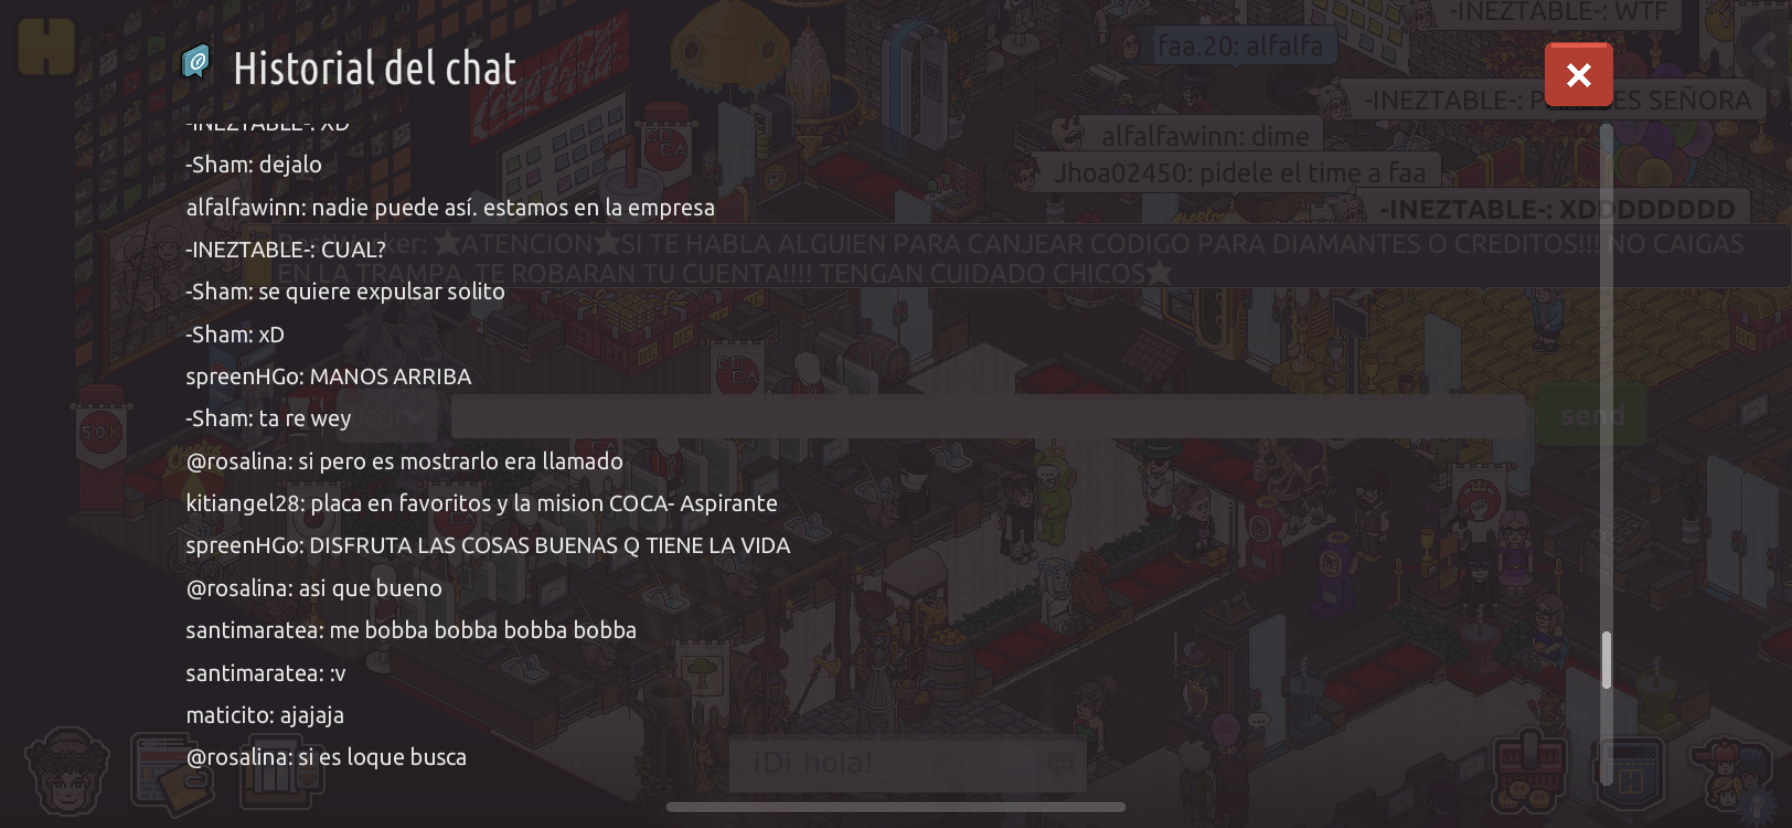 Historial del chat
-INEZTABLE-: XD
-Sham: dejalo
alfalfawinn: nadie puede así. estamos en la empresa
-INEZTABLE-: CUAL?
-Sham: se quiere expulsar solito
-Sham: xD
spreenHGo: MANOS ARRIBA
-Sham: ta re wey
@rosalina: si pero es mostrarlo era llamado
kitiangel28: placa en favoritos y la mision COCA- Aspirante
spreenHGo: DISFRUTA LAS COSAS BUENAS Q TIENE LA VIDA
@rosalina: asi que bueno
santimaratea: me bobba bobba bobba bobba
santimaratea: :v
maticito: ajajaja
@rosalina: si es loque busca
-INEZTABLE-: WTF
faa.20: alfalfa
-INEZTABLE-: SEÑORA
alfalfawinn: dime
Jhoa02450: pidele el time a faa
-INEZTABLE-: XDDDDDDDD
★ATENCION★SI TE HABLA ALGUIEN PARA CANJEAR CODIGO PARA DIAMANTES O CREDITOS!!! NO CAIGAS
EN LA TRAMPA, TE ROBARAN TU CUENTA!!!! TENGAN CUIDADO CHICOS★
Coca-Cola
Decir
send
50K
¡Di hola!